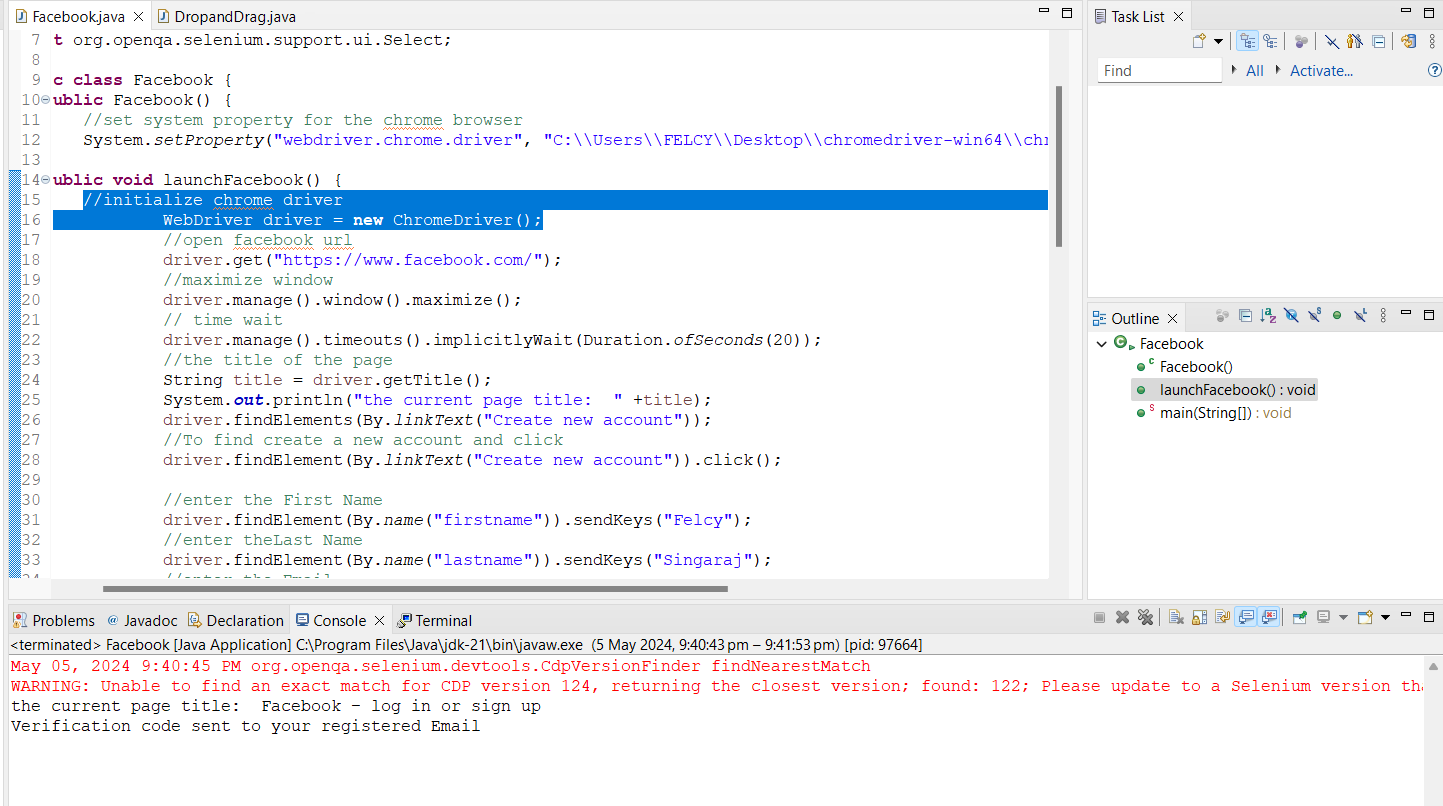 Facebook.java
DropandDrag.java
7 t org.openqa.selenium.support.ui.Select;
8
9 c class Facebook {
10 ublic Facebook() {
11 //set system property for the chrome browser
12 System.setProperty("webdriver.chrome.driver", "C:\\Users\\FELCY\\Desktop\\chromedriver-win64\\chr
13
14 ublic void launchFacebook() {
15 //initialize chrome driver
16 WebDriver driver = new ChromeDriver();
17 //open facebook url
18 driver.get("https://www.facebook.com/");
19 //maximize window
20 driver.manage().window().maximize();
21 // time wait
22 driver.manage().timeouts().implicitlyWait(Duration.ofSeconds(20));
23 //the title of the page
24 String title = driver.getTitle();
25 System.out.println("the current page title:  " +title);
26 driver.findElements(By.linkText("Create new account"));
27 //To find create a new account and click
28 driver.findElement(By.linkText("Create new account")).click();
29
30 //enter the First Name
31 driver.findElement(By.name("firstname")).sendKeys("Felcy");
32 //enter theLast Name
33 driver.findElement(By.name("lastname")).sendKeys("Singaraj");
34 //enter the Email
Task List
Find
All
Activate...
Outline
Facebook
Facebook()
launchFacebook() : void
main(String[]) : void
Problems
Javadoc
Declaration
Console
Terminal
<terminated> Facebook [Java Application] C:\Program Files\Java\jdk-21\bin\javaw.exe (5 May 2024, 9:40:43 pm – 9:41:53 pm) [pid: 97664]
May 05, 2024 9:40:45 PM org.openqa.selenium.devtools.CdpVersionFinder findNearestMatch
WARNING: Unable to find an exact match for CDP version 124, returning the closest version; found: 122; Please update to a Selenium version tha
the current page title:  Facebook – log in or sign up
Verification code sent to your registered Email